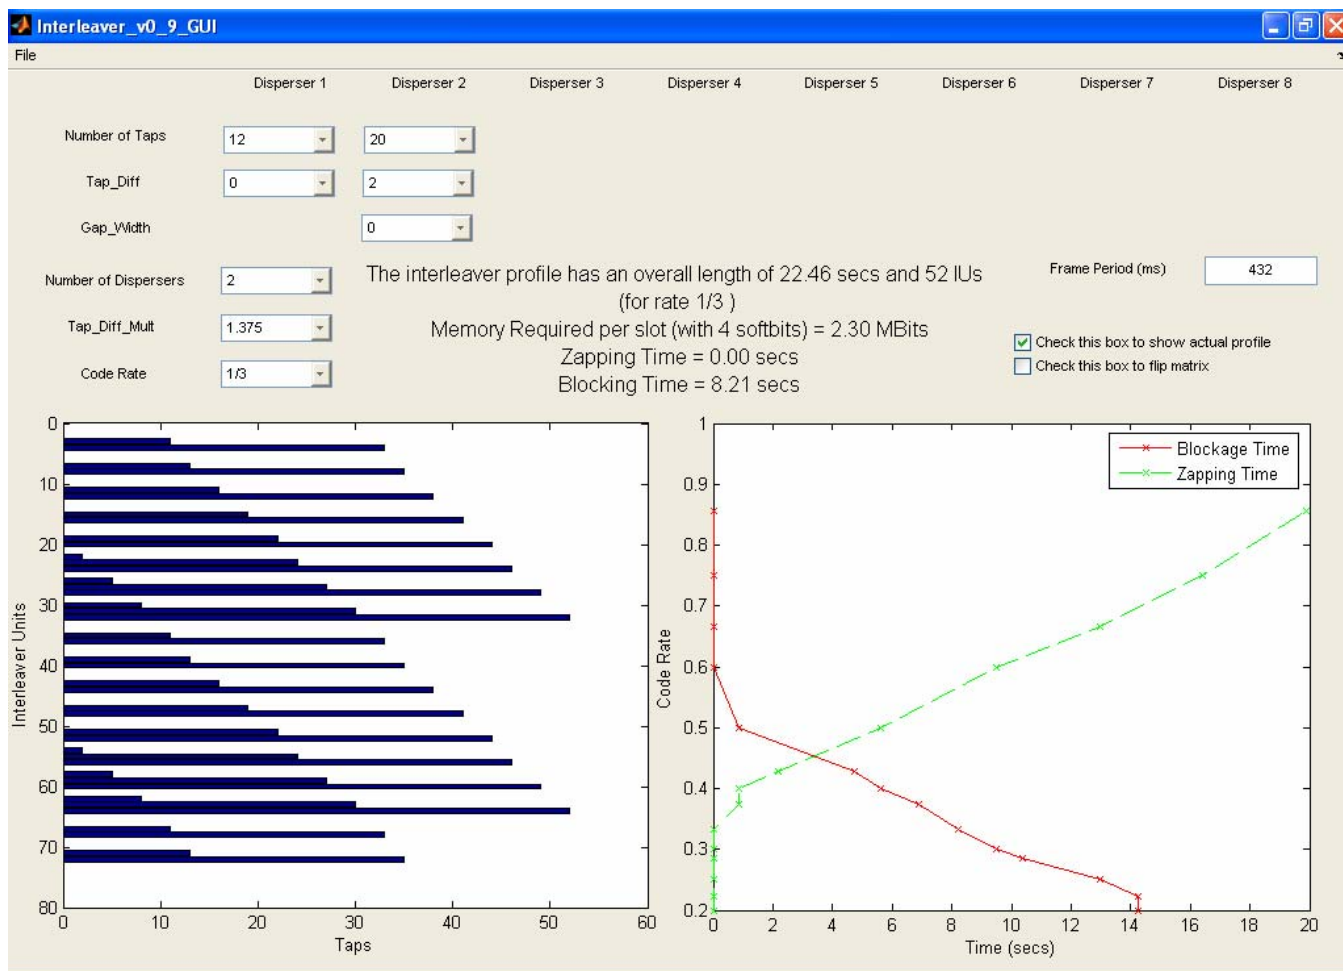 Interleaver_v0_9_GUI
File
Disperser 1 Disperser 2 Disperser 3 Disperser 4 Disperser 5 Disperser 6 Disperser 7 Disperser 8
Number of Taps 12 20
Tap_Diff 0 2
Gap_Width 0
Number of Dispersers 2
Tap_Diff_Mult 1.375
Code Rate 1/3
The interleaver profile has an overall length of 22.46 secs and 52 IUs
(for rate 1/3 )
Memory Required per slot (with 4 softbits) = 2.30 MBits
Zapping Time = 0.00 secs
Blocking Time = 8.21 secs
Frame Period (ms) 432
Check this box to show actual profile
Check this box to flip matrix
Interleaver Units
0
10
20
30
40
50
60
70
80
0 10 20 30 40 50 60
Taps
Code Rate
1
0.9
0.8
0.7
0.6
0.5
0.4
0.3
0.2
0 2 4 6 8 10 12 14 16 18 20
Time (secs)
Blockage Time
Zapping Time